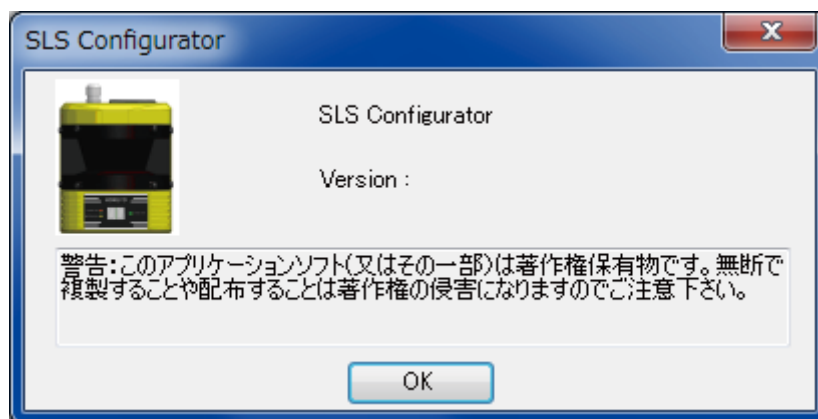 SLS Configurator
SLS Configurator
Version :
警告:このアプリケーションソフト(又はその一部)は著作権保有物です。無断で
複製することや配布することは著作権の侵害になりますのでご注意下さい。
OK